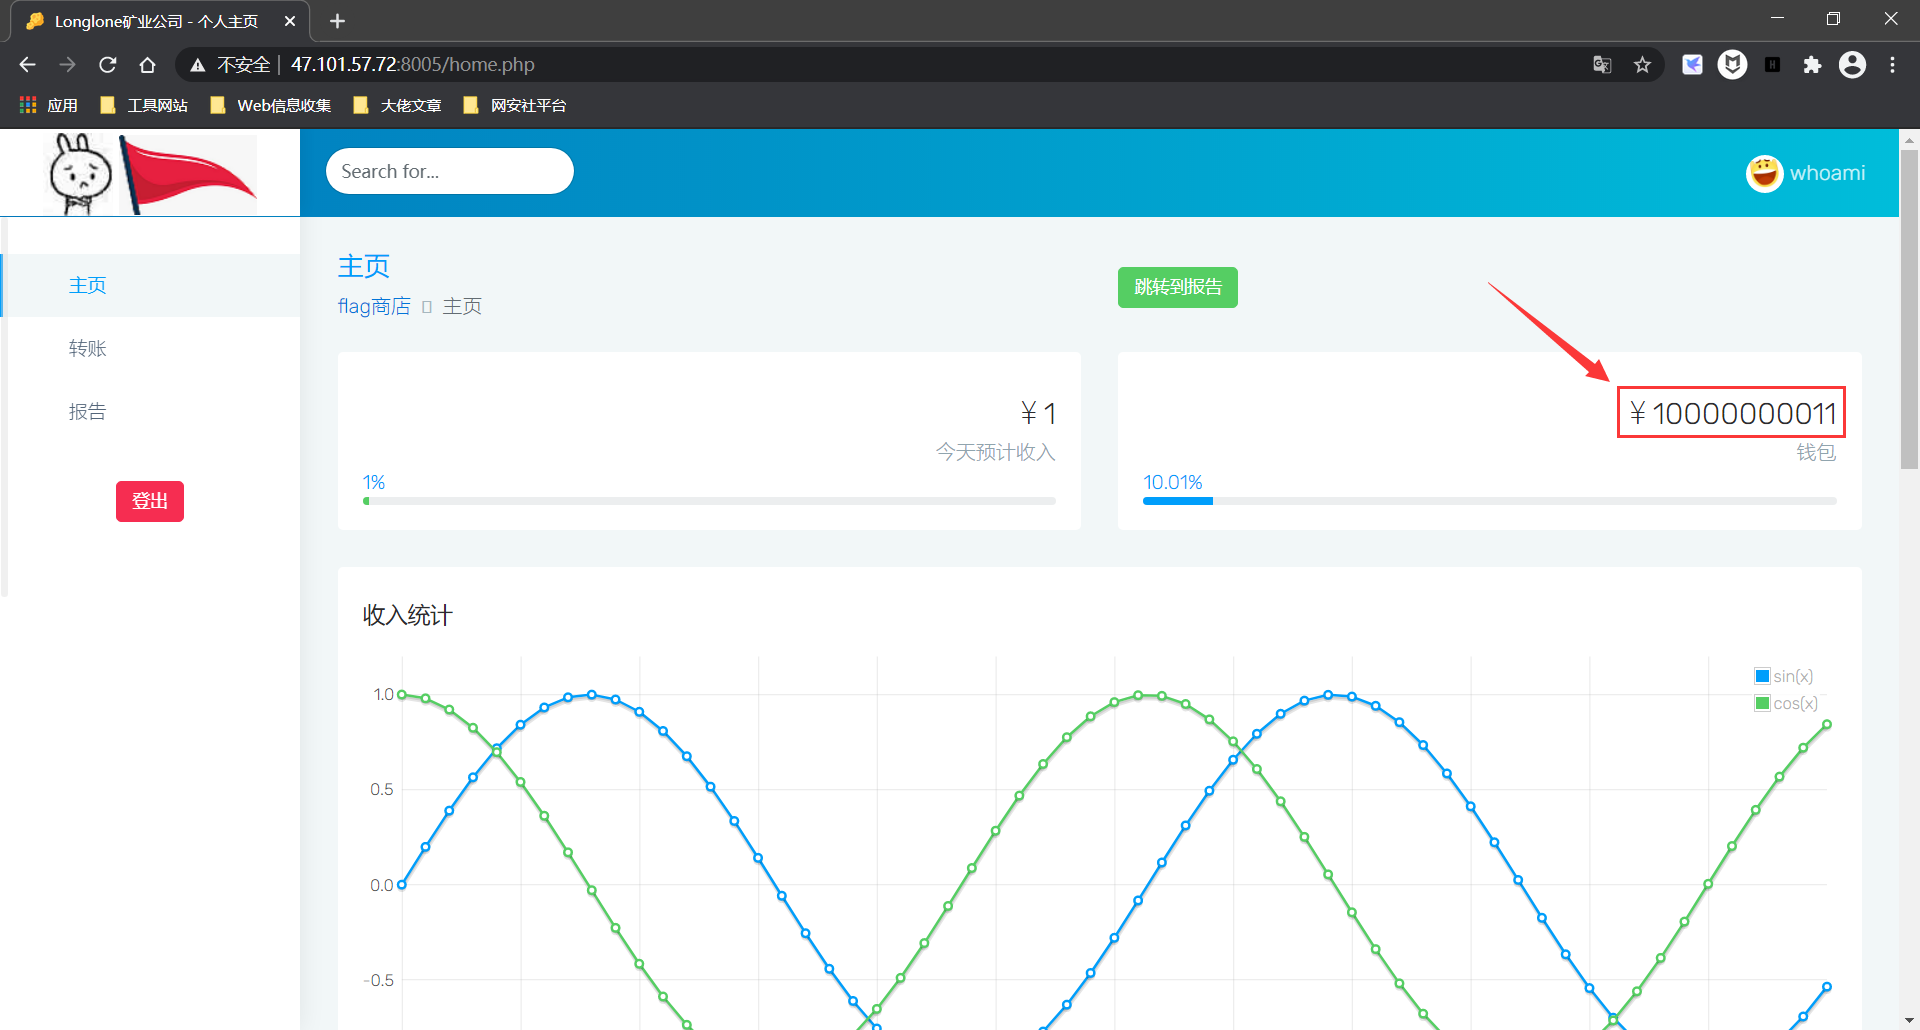 Longlone矿业公司 - 个人主页
不安全 | 47.101.57.72:8005/home.php
应用 工具网站 Web信息收集 大佬文章 网安社平台
Search for...
whoami
主页
转账
报告
登出
主页
flag商店 ▯ 主页
跳转到报告
￥1
今天预计收入
1%
￥10000000011
钱包
10.01%
收入统计
sin(x)
cos(x)
1.0
0.5
0.0
-0.5